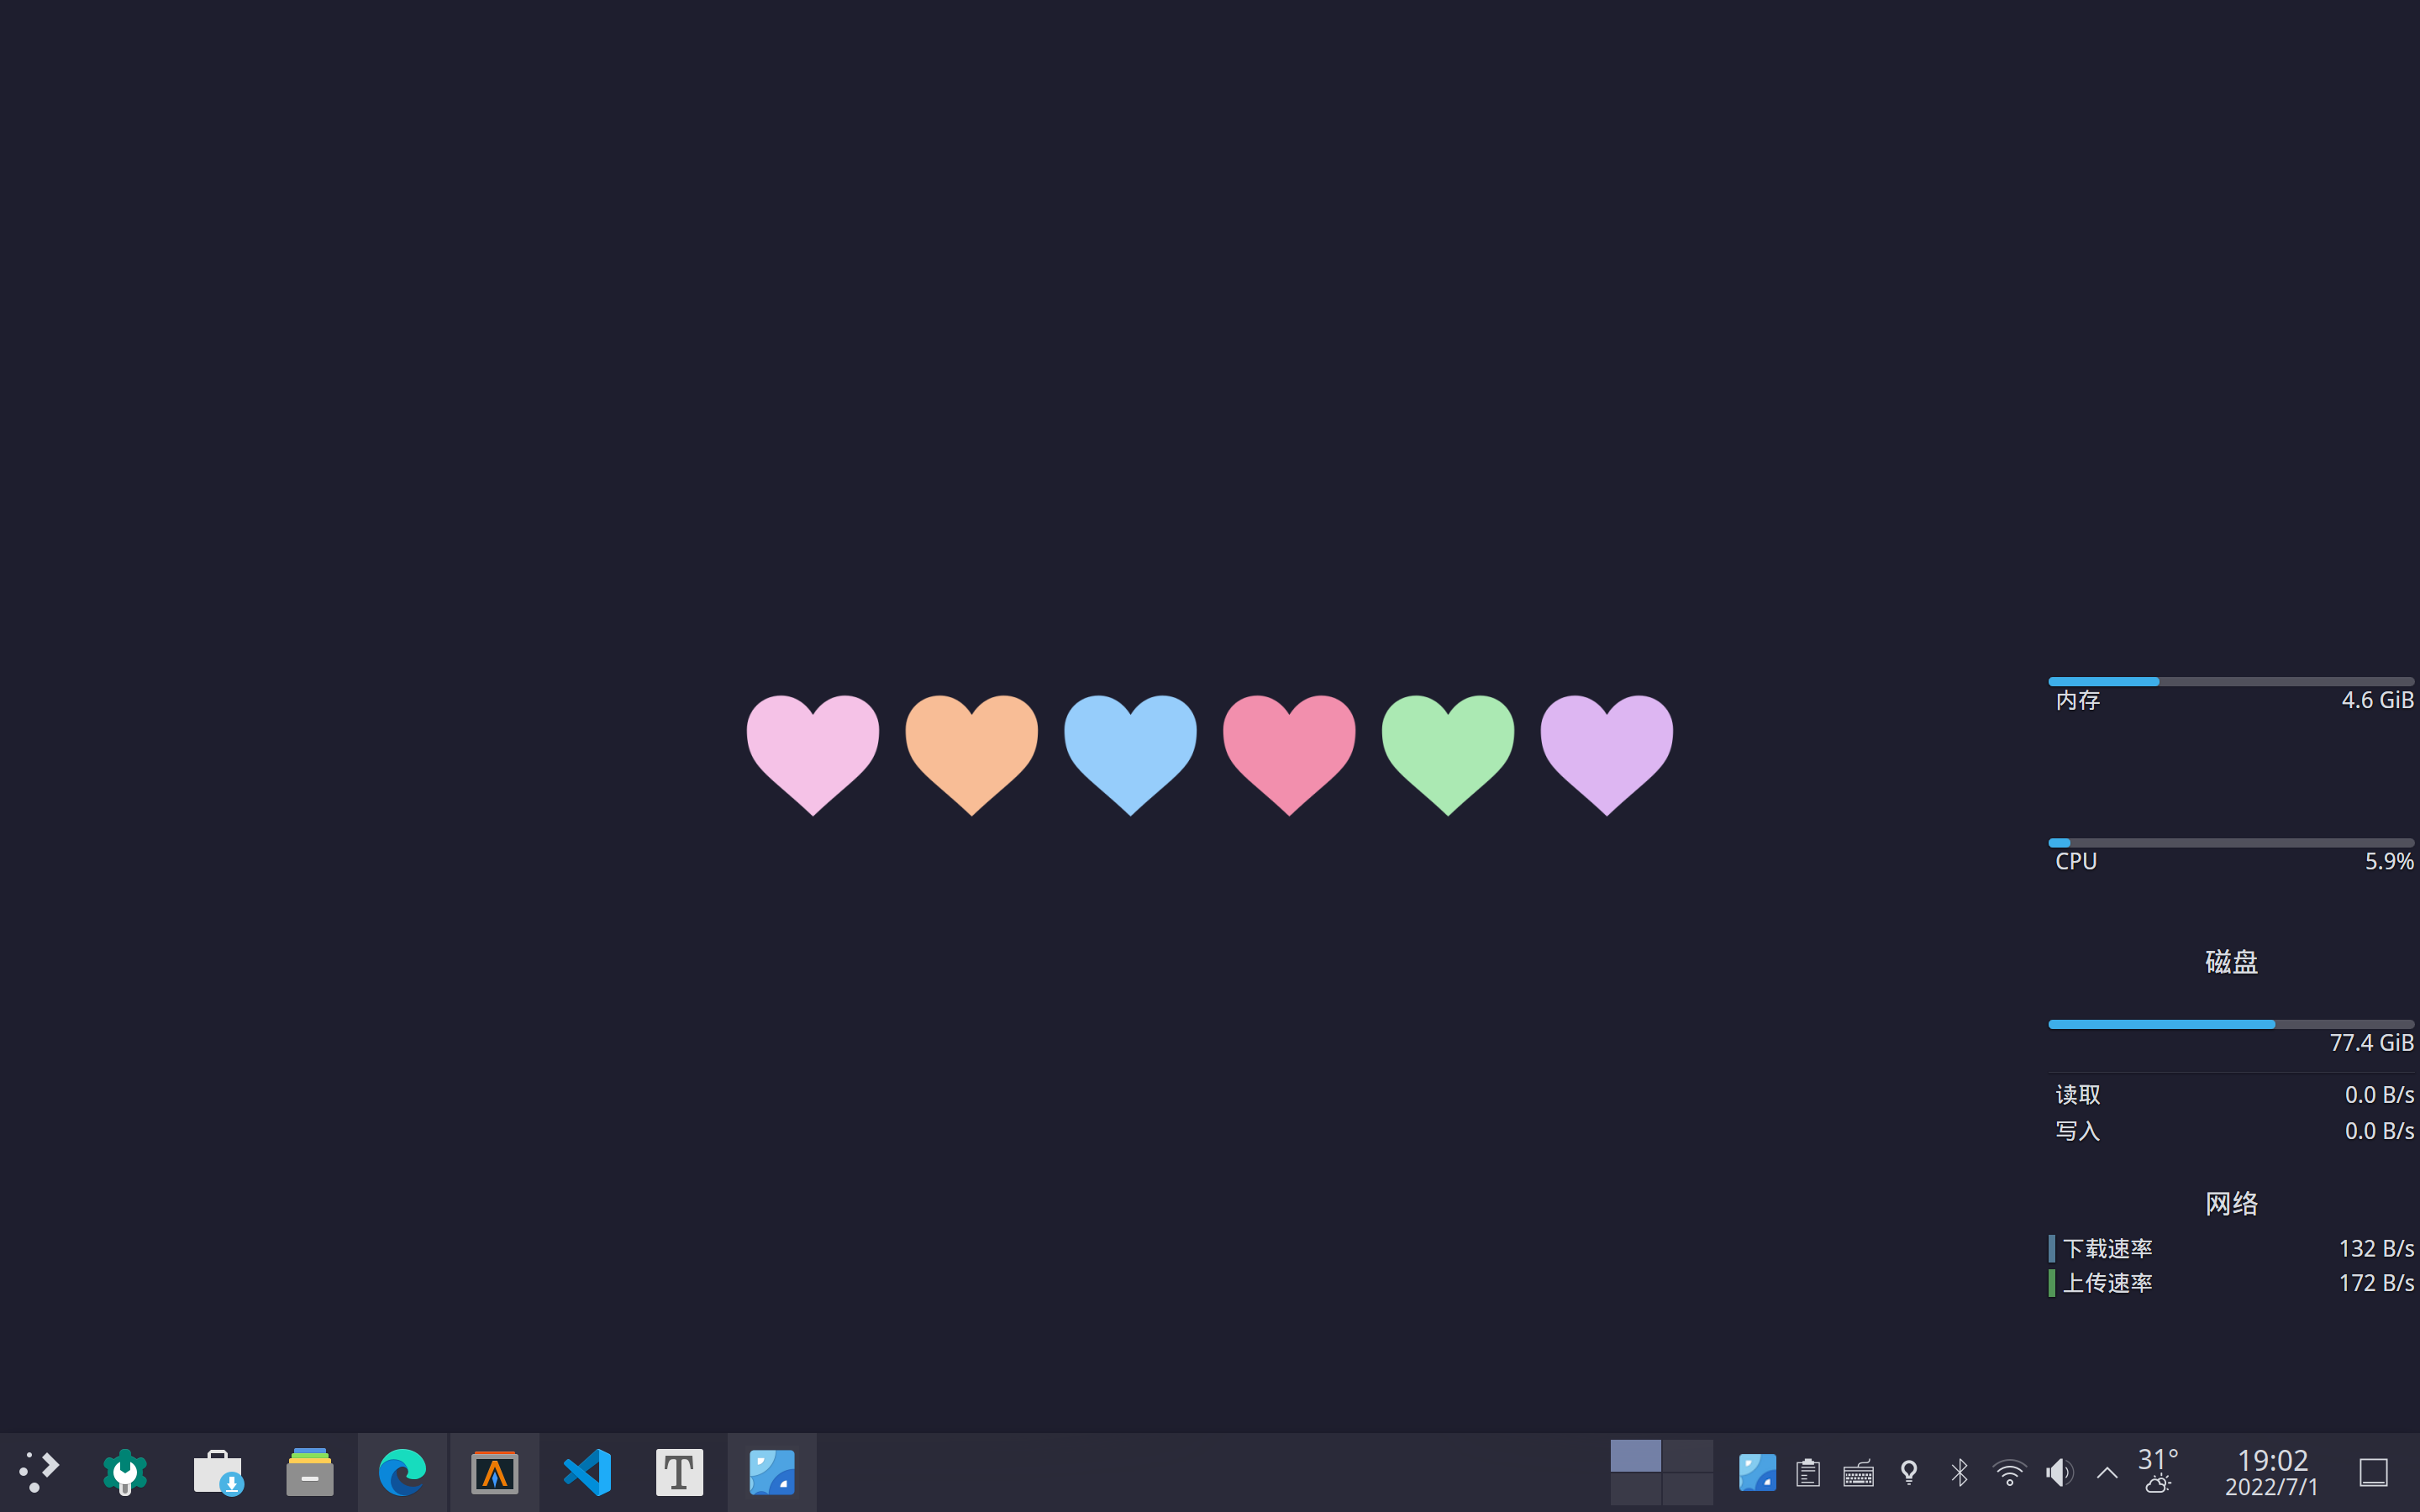 内存 4.6 GiB
CPU 5.9%
磁盘
77.4 GiB
读取 0.0 B/s
写入 0.0 B/s
网络
下载速率 132 B/s
上传速率 172 B/s
T
31°
19:02
2022/7/1